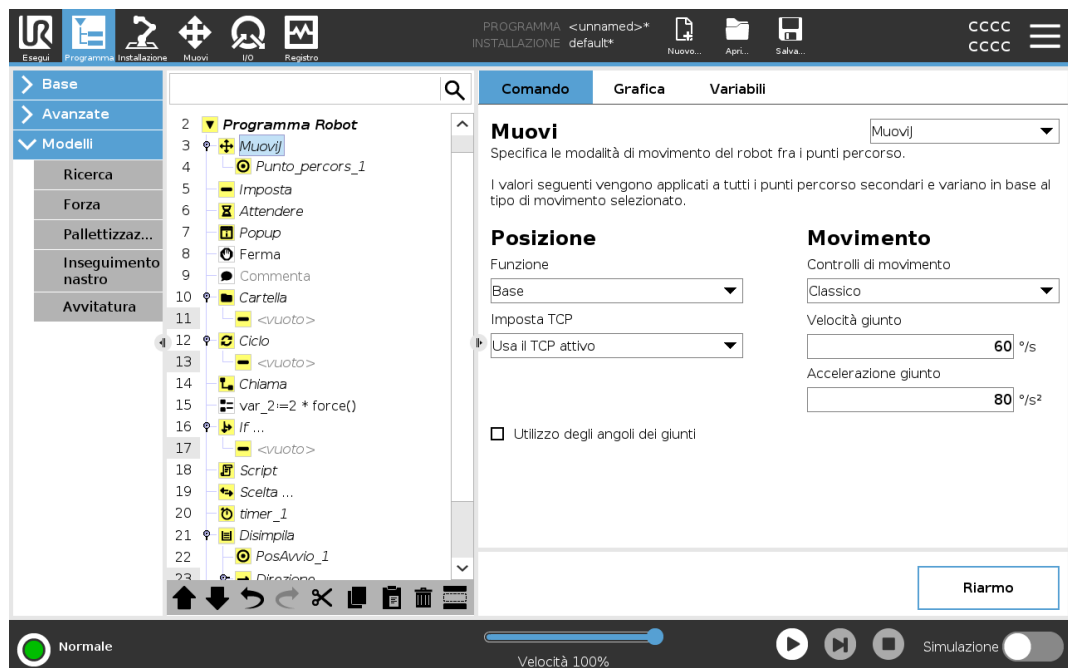 PROGRAMMA <unnamed>*
INSTALLAZIONE default*
CCCC
CCCC
UR
Esegui
Programma
Installazione
Muovi
I/O
Registro
Nuovo...
Apri...
Salva...
Base
Avanzate
Modelli
Ricerca
Forza
Pallettizzaz...
Inseguimento
nastro
Avvitatura
2 Programma Robot
3 MuoviJ
4 Punto_percors_1
5 Imposta
6 Attendere
7 Popup
8 Ferma
9 Commenta
10 Cartella
11 <vuoto>
12 Ciclo
13 <vuoto>
14 Chiama
15 var_2:=2 * force()
16 If ...
17 <vuoto>
18 Script
19 Scelta ...
20 timer_1
21 Disimpila
22 PosAvvio_1
23 Direzione
Comando
Grafica
Variabili
Muovi
MuoviJ
Specifica le modalità di movimento del robot fra i punti percorso.
I valori seguenti vengono applicati a tutti i punti percorso secondari e variano in base al
tipo di movimento selezionato.
Posizione
Funzione
Base
Imposta TCP
Usa il TCP attivo
Utilizzo degli angoli dei giunti
Movimento
Controlli di movimento
Classico
Velocità giunto
60 °/s
Accelerazione giunto
80 °/s²
Riarmo
Normale
Velocità 100%
Simulazione